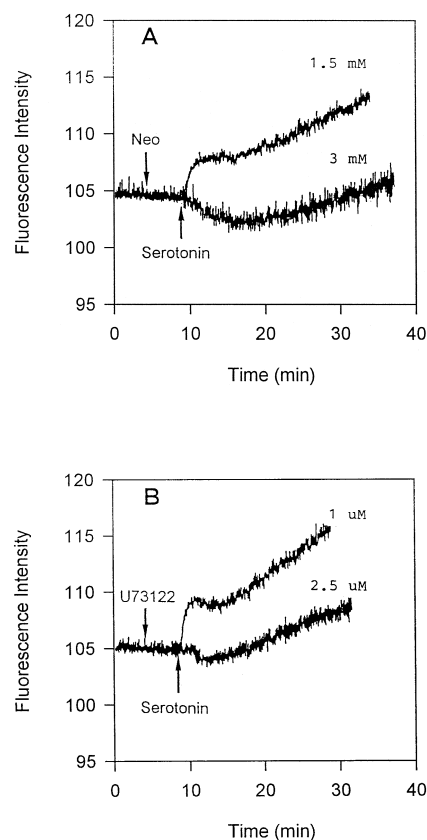 120
A
1.5 mM
115
Fluorescence Intensity
110
Neo
3 mM
105
100
Serotonin
95
0 10 20 30 40
Time (min)
120
B
1 uM
115
Fluorescence Intensity
110
U73122
2.5 uM
105
100
Serotonin
95
0 10 20 30 40
Time (min)